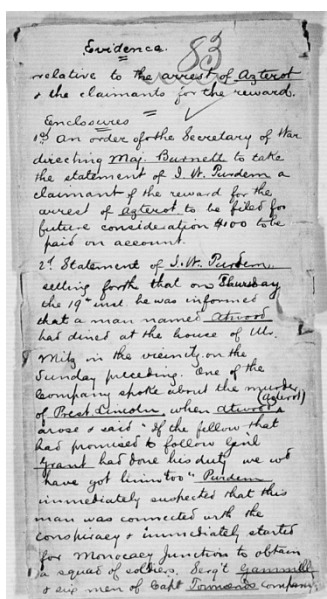 83
Evidence.
relative to the arrest of Azterot
& the claimants for the reward.
Enclosures
1st An order of the Secretary of War
directing Maj. Burnett to take
the statement of J. W. Purdem a
claimant of the reward for the
arrest of Azterot to be filed for
future consideration $100 to be
paid on account.
2d Statement of J. W. Purdem
setting forth that on Thursday
the 19th inst. he was informed
that a man named Atwood
had dined at the house of Mr.
Metz in the vicinity on the
Sunday preceding. One of the
company spoke about the murder
of Prest Lincoln when Atwood (Azterot)
arose & said "If the fellow that
had promised to follow Genl
Grant had done his duty we wd
have got him too" Purdem
immediately suspected that this
man was connected with the
conspiracy & immediately started
for Monocacy Junction to obtain
a squad of soldiers. Serg't Gammell
& six men of Capt Townsends company